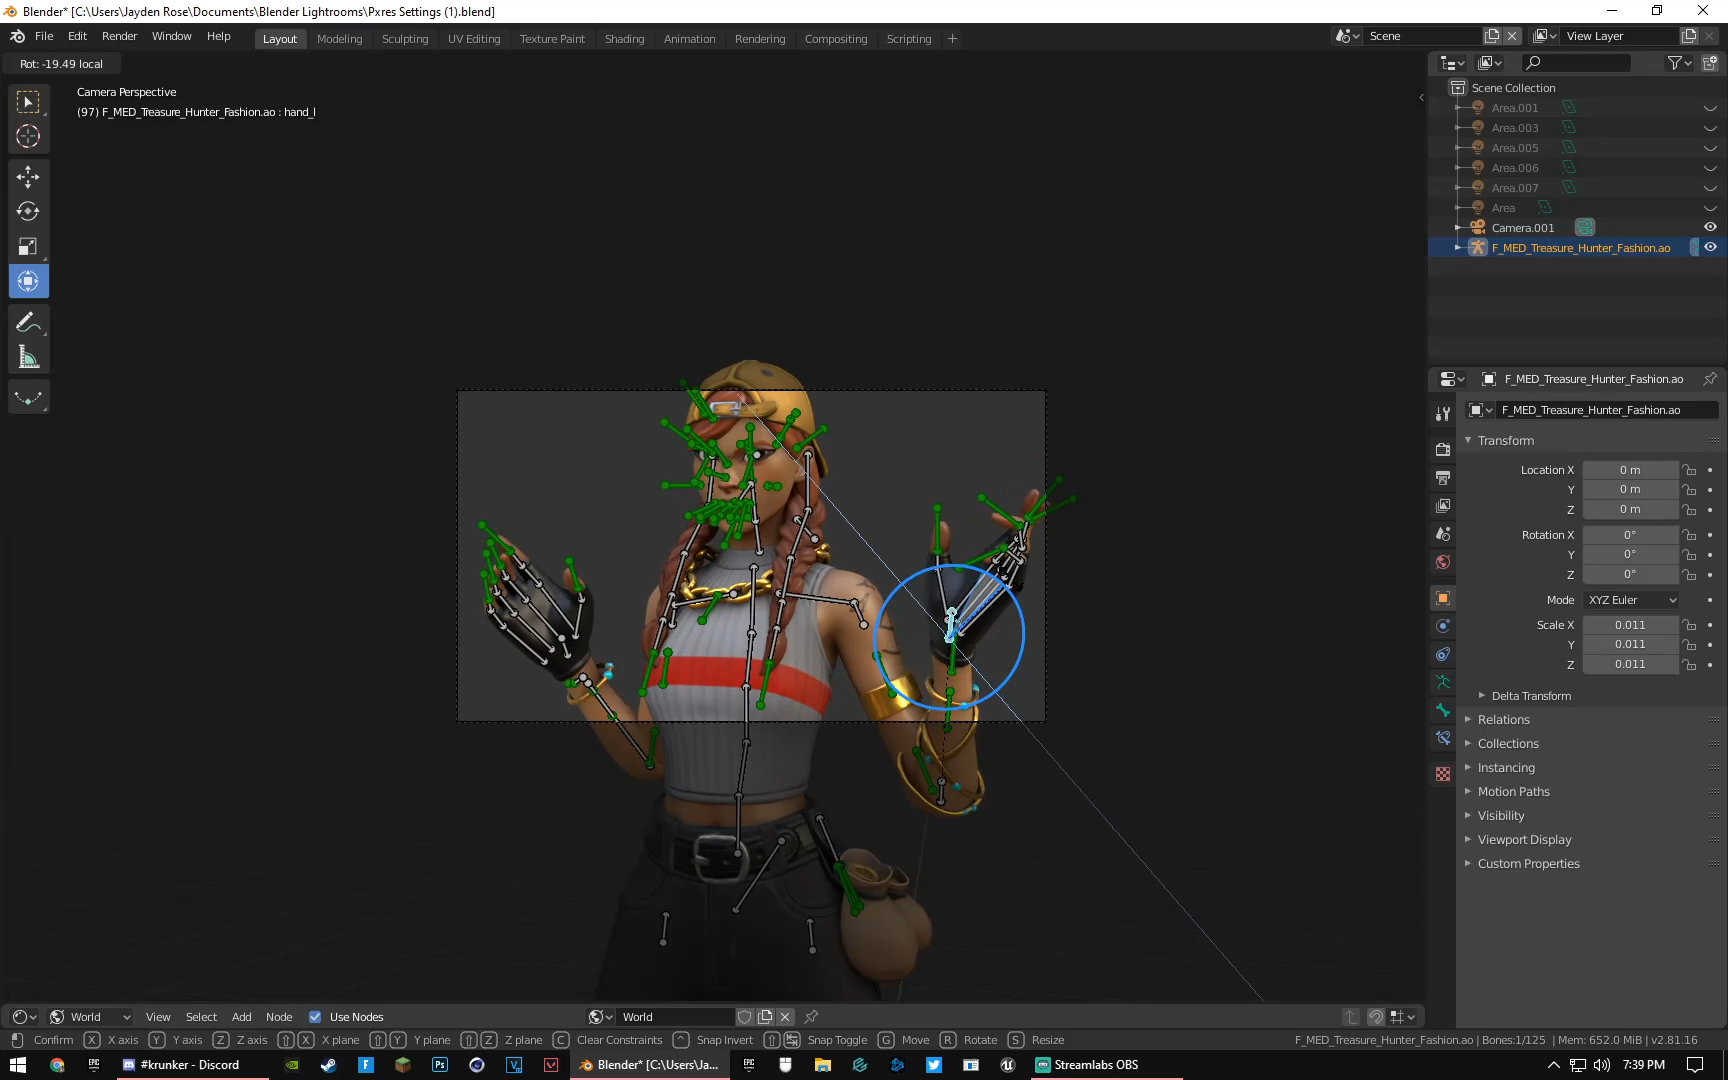 Blender* [C:\Users\Jayden Rose\Documents\Blender Lightrooms\Pxres Settings (1).blend]
File Edit Render Window Help
Layout Modeling Sculpting UV Editing Texture Paint Shading Animation Rendering Compositing Scripting
Scene
View Layer
Rot: -19.49 local
Camera Perspective
(97) F_MED_Treasure_Hunter_Fashion.ao : hand_l
Scene Collection
Area.001
Area.003
Area.005
Area.006
Area.007
Area
Camera.001
F_MED_Treasure_Hunter_Fashion.ao
F_MED_Treasure_Hunter_Fashion.ao
F_MED_Treasure_Hunter_Fashion.ao
Transform
Location X 0 m
Y 0 m
Z 0 m
Rotation X 0°
Y 0°
Z 0°
Mode XYZ Euler
Scale X 0.011
Y 0.011
Z 0.011
Delta Transform
Relations
Collections
Instancing
Motion Paths
Visibility
Viewport Display
Custom Properties
World View Select Add Node Use Nodes World
Confirm X X axis Y Y axis Z Z axis X X plane Y Y plane Z Z plane C Clear Constraints Snap Invert Snap Toggle G Move R Rotate S Resize
F_MED_Treasure_Hunter_Fashion.ao | Bones:1/125 | Mem: 652.0 MiB | v2.81.16
#krunker - Discord
Blender* [C:\Users\Ja...
Streamlabs OBS
7:39 PM